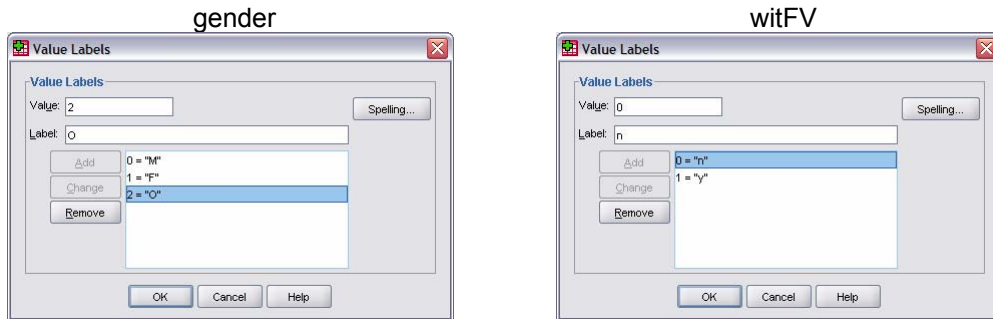 gender
Value Labels
Value Labels
Value: 2
Spelling...
Label: O
Add
Change
Remove
0 = "M"
1 = "F"
2 = "O"
OK Cancel Help
witFV
Value Labels
Value Labels
Value: 0
Spelling...
Label: n
Add
Change
Remove
0 = "n"
1 = "y"
OK Cancel Help